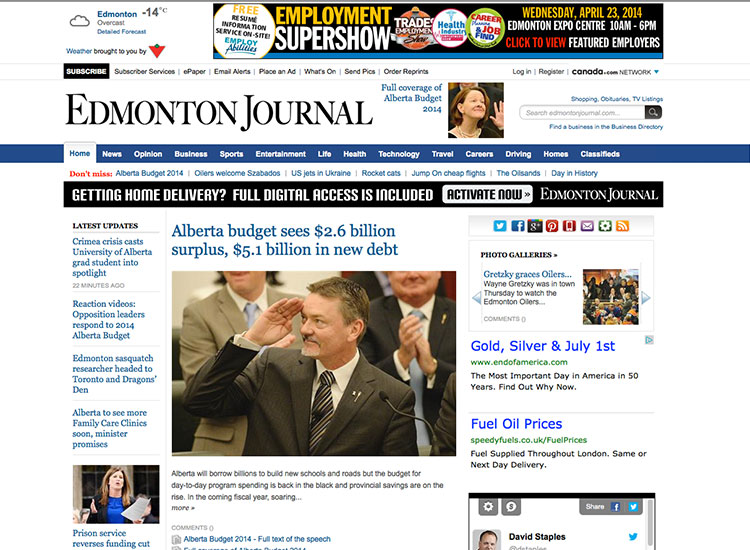 Edmonton -14°C
Overcast
Detailed Forecast
Weather brought to you by
FREE
RESUME
INFORMATION
SERVICE ON-SITE!
EMPLOY
Abilities
EMPLOYMENT
SUPERSHOW
TRADES
EMPLOYMENT
Show
Health
Industry
CAREER
Planning
& JOB
FIND
WEDNESDAY, APRIL 23, 2014
EDMONTON EXPO CENTRE 10AM - 6PM
CLICK TO VIEW FEATURED EMPLOYERS
SUBSCRIBE Subscriber Services | ePaper | Email Alerts | Place an Ad | What's On | Send Pics | Order Reprints
Log in | Register | canada.com NETWORK
EDMONTON JOURNAL
Full coverage of
Alberta Budget
2014
Shopping, Obituaries, TV Listings
Search edmontonjournal.com...
Find a business in the Business Directory
Home News Opinion Business Sports Entertainment Life Health Technology Travel Careers Driving Homes Classifieds
Don't miss: Alberta Budget 2014 | Oilers welcome Szabados | US jets in Ukraine | Rocket cats | Jump On cheap flights | The Oilsands | Day in History
GETTING HOME DELIVERY? FULL DIGITAL ACCESS IS INCLUDED ACTIVATE NOW » EDMONTON JOURNAL
LATEST UPDATES
Crimea crisis casts
University of Alberta
grad student into
spotlight
22 MINUTES AGO
Reaction videos:
Opposition leaders
respond to 2014
Alberta Budget
Edmonton sasquatch
researcher headed to
Toronto and Dragons'
Den
Alberta to see more
Family Care Clinics
soon, minister
promises
Prison service
reverses funding cut
Alberta budget sees $2.6 billion
surplus, $5.1 billion in new debt
Alberta will borrow billions to build new schools and roads but the budget for
day-to-day program spending is back in the black and provincial savings are on the
rise. In the coming fiscal year, soaring...
more »
COMMENTS ()
Alberta Budget 2014 - Full text of the speech
Full coverage of Alberta Budget 2014
PHOTO GALLERIES »
Gretzky graces Oilers...
Wayne Gretzky was in town
Thursday to watch the
Edmonton Oilers...
COMMENTS ()
Gold, Silver & July 1st
www.endofamerica.com
The Most Important Day in America in 50
Years. Find Out Why Now.
Fuel Oil Prices
speedyfuels.co.uk/FuelPrices
Fuel Supplied Throughout London. Same or
Next Day Delivery.
Share
David Staples
@dstaples